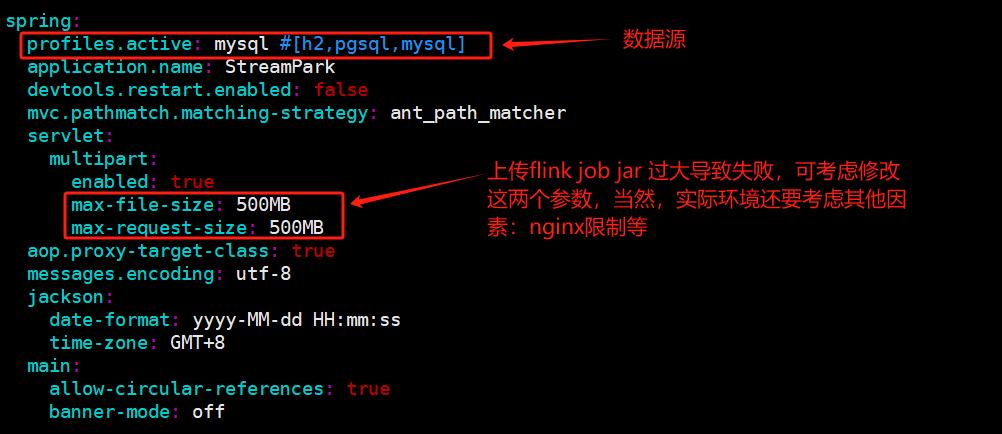 spring:
  profiles.active: mysql #[h2,pgsql,mysql]
数据源
  application.name: StreamPark
  devtools.restart.enabled: false
  mvc.pathmatch.matching-strategy: ant_path_matcher
  servlet:
    multipart:
      enabled: true
      max-file-size: 500MB
      max-request-size: 500MB
上传flink job jar 过大导致失败，可考虑修改
这两个参数，当然，实际环境还要考虑其他因
素：nginx限制等
  aop.proxy-target-class: true
  messages.encoding: utf-8
  jackson:
    date-format: yyyy-MM-dd HH:mm:ss
    time-zone: GMT+8
  main:
    allow-circular-references: true
    banner-mode: off